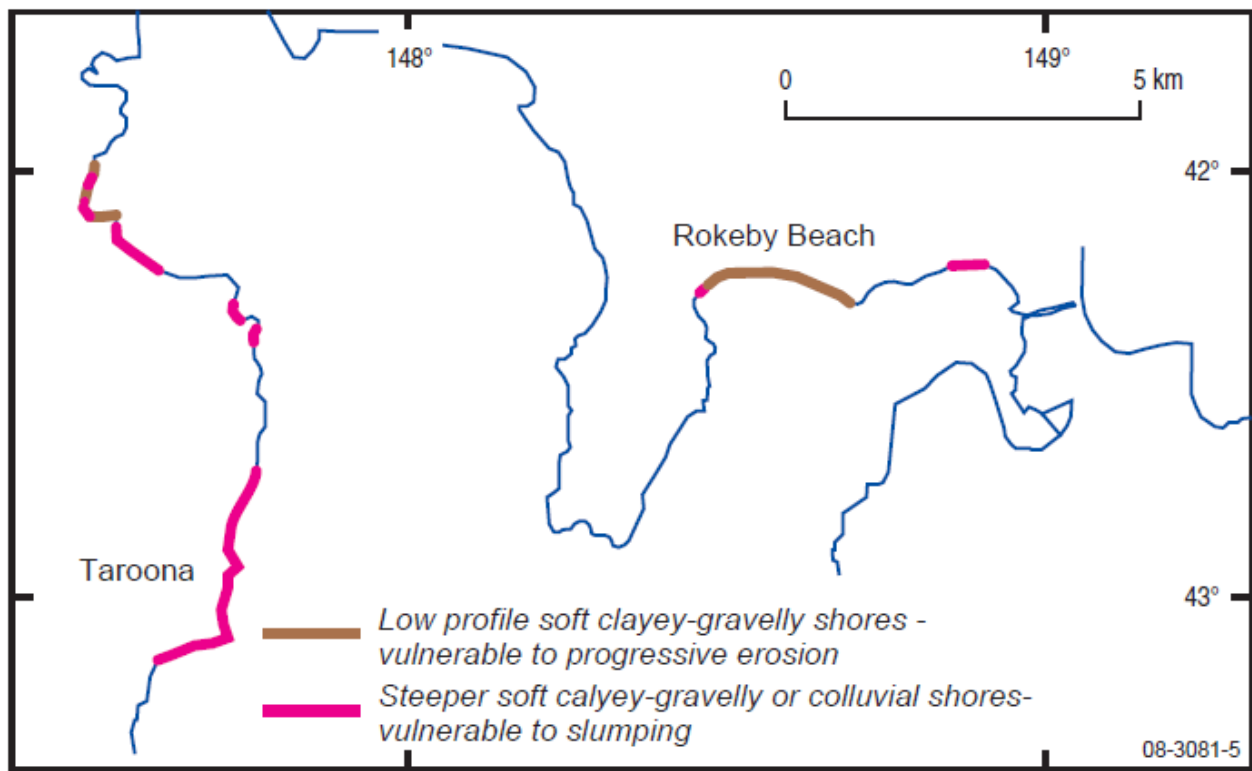 148°
149°
0 5 km
42°
Rokeby Beach
Taroona
43°
Low profile soft clayey-gravelly shores -
vulnerable to progressive erosion
Steeper soft calyey-gravelly or colluvial shores-
vulnerable to slumping
08-3081-5